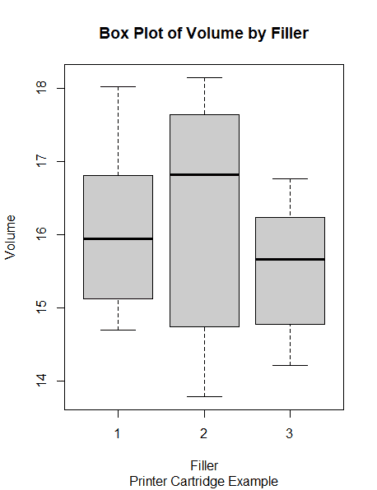 Box Plot of Volume by Filler
Volume
18
17
16
15
14
1
2
3
Filler
Printer Cartridge Example